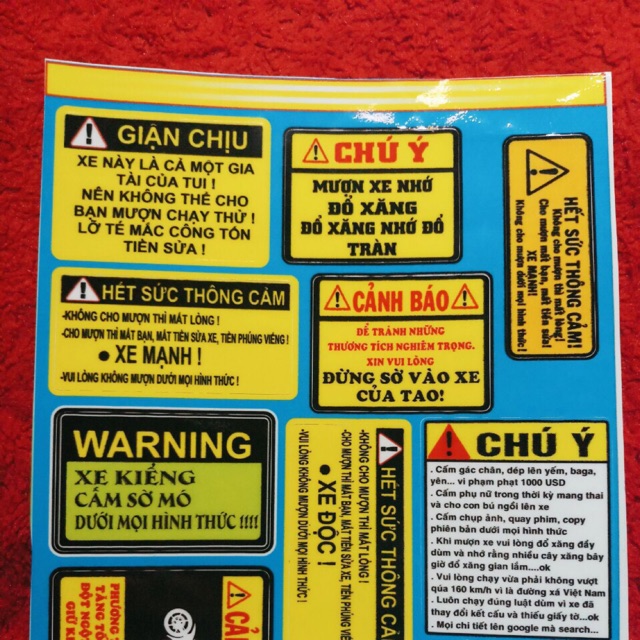 GIẬN CHỊU
XE NÀY LÀ CẢ MỘT GIA
TÀI CỦA TUI !
NÊN KHÔNG THỂ CHO
BẠN MƯỢN CHẠY THỬ !
LỠ TÉ MẮC CÔNG TỐN
TIỀN SỬA !
CHÚ Ý
MƯỢN XE NHỚ
ĐỔ XĂNG
ĐỔ XĂNG NHỚ ĐỔ
TRÀN
HẾT SỨC THÔNG CẢM!
Không cho mượn thì mất lòng!
Cho mượn mất bạn, mất tiền sửa!
XE MẠNH!
Không cho mượn dưới mọi hình thức!
HẾT SỨC THÔNG CẢM
-KHÔNG CHO MƯỢN THÌ MẤT LÒNG !
-CHO MƯỢN THÌ MẤT BẠN, MẤT TIỀN SỬA XE, TIỀN PHÚNG VIẾNG !
● XE MẠNH !
-VUI LÒNG KHÔNG MƯỢN DƯỚI MỌI HÌNH THỨC !
CẢNH BÁO
ĐỂ TRÁNH NHỮNG
THƯƠNG TÍCH NGHIÊM TRỌNG.
XIN VUI LÒNG
ĐỪNG SỜ VÀO XE
CỦA TAO!
WARNING
XE KIỂNG
CẤM SỜ MÓ
DƯỚI MỌI HÌNH THỨC !!!!
HẾT SỨC THÔNG CẢ
-KHÔNG CHO MƯỢN THÌ MẤT LÒNG !
-CHO MƯỢN THÌ MẤT BẠN, MẤT TIỀN SỬA XE, TIỀN PHÚNG VIẾNG
● XE ĐỘC !
-VUI LÒNG KHÔNG MƯỢN DƯỚI MỌI HÌNH THỨC !
CHÚ Ý
. Cấm gác chân, dép lên yếm, baga,
yên... vi phạm phạt 1000 USD
. Cấm phụ nữ trong thời kỳ mang thai
và cho con bú ngồi lên xe
. Cấm chụp ảnh, quay phim, copy
phiên bản dưới mọi hình thức
. Khi mượn xe vui lòng đổ xăng đầy
dùm và nhớ rằng nhiêu cây xăng bây
giờ đổ xăng gian lắm....ok
. Vui lòng chạy vừa phải không vượt
qúa 160 km/h vì là đường xá Việt Nam
. Luôn chạy đúng luật dùm vì xe đã
thay đổi kết cấu và thiếu giấy tờ...ok
. Mọi chi tiết lên google mà search...
CẢ
PHƯƠNG
TĂNG TỐ
ĐỘT NGỘ